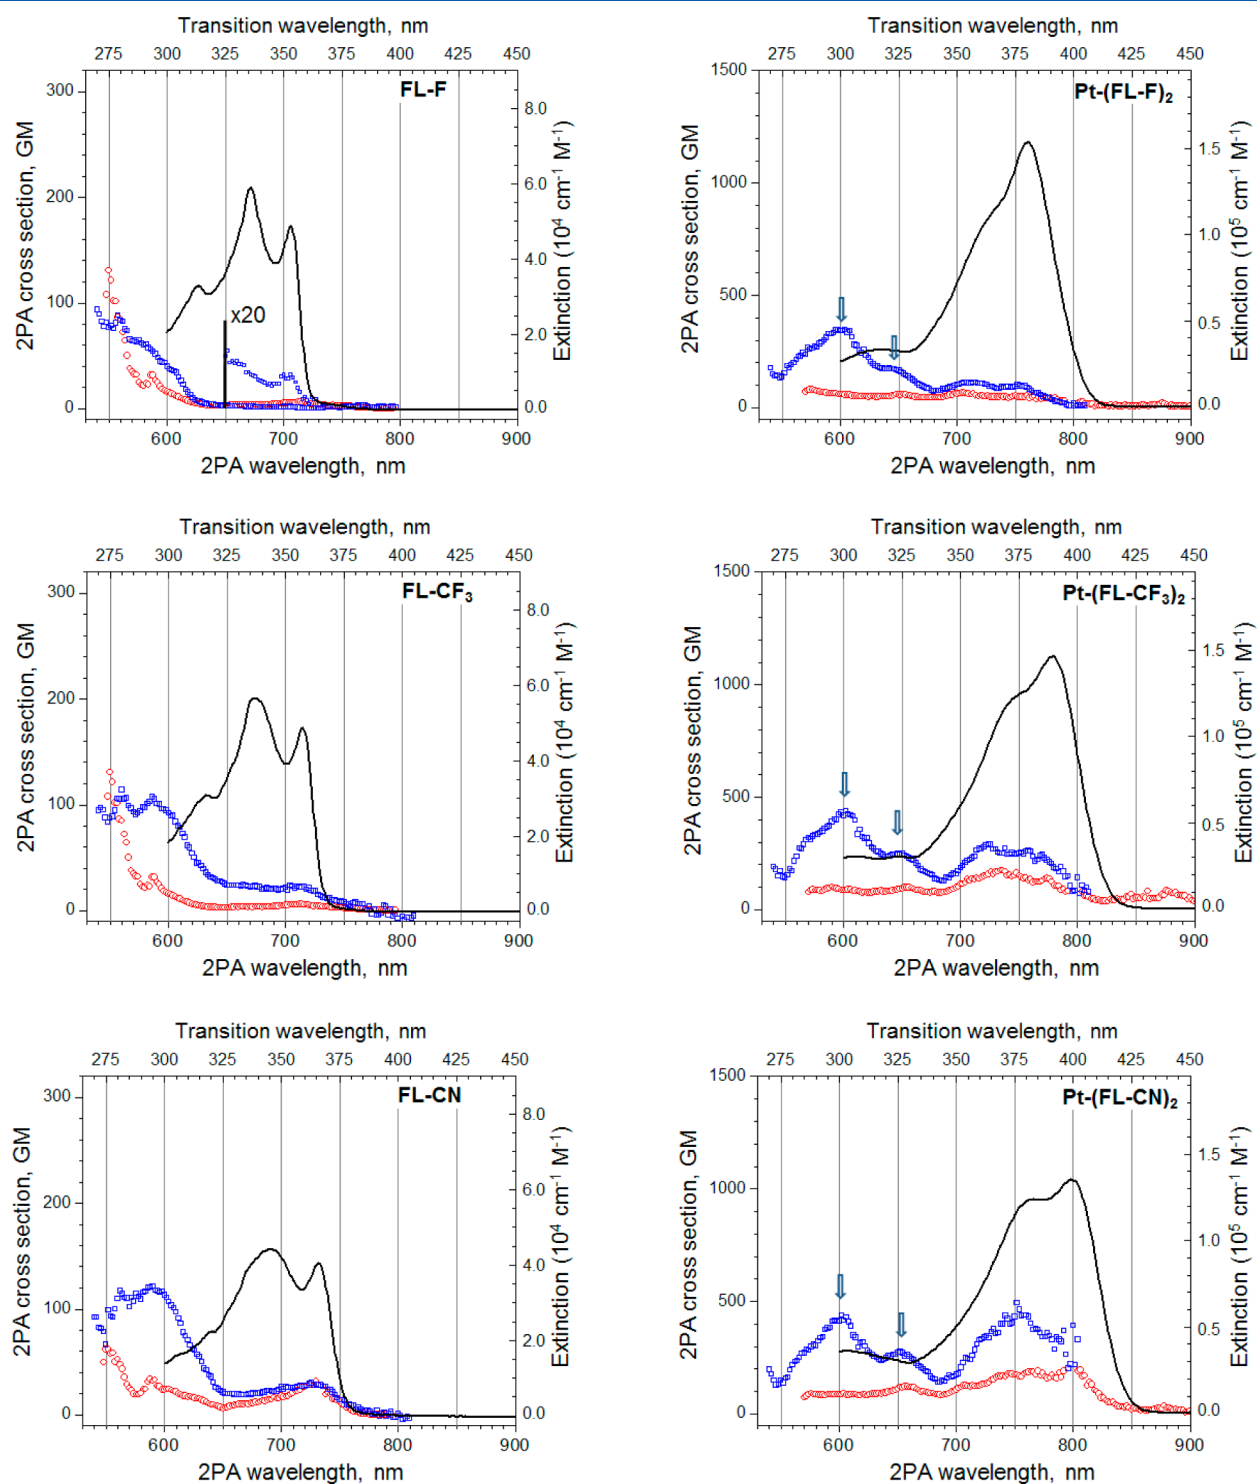 Transition wavelength, nm
275 300 325 350 375 400 425 450
FL-F
300
200
100
0
2PA cross section, GM
8.0
6.0
4.0
2.0
0.0
Extinction (10⁴ cm⁻¹ M⁻¹)
x20
600 700 800 900
2PA wavelength, nm
Transition wavelength, nm
275 300 325 350 375 400 425 450
Pt-(FL-F)₂
1500
1000
500
0
2PA cross section, GM
1.5
1.0
0.5
0.0
Extinction (10⁵ cm⁻¹ M⁻¹)
600 700 800 900
2PA wavelength, nm
Transition wavelength, nm
275 300 325 350 375 400 425 450
FL-CF₃
300
200
100
0
2PA cross section, GM
8.0
6.0
4.0
2.0
0.0
Extinction (10⁴ cm⁻¹ M⁻¹)
600 700 800 900
2PA wavelength, nm
Transition wavelength, nm
275 300 325 350 375 400 425 450
Pt-(FL-CF₃)₂
1500
1000
500
0
2PA cross section, GM
1.5
1.0
0.5
0.0
Extinction (10⁵ cm⁻¹ M⁻¹)
600 700 800 900
2PA wavelength, nm
Transition wavelength, nm
275 300 325 350 375 400 425 450
FL-CN
300
200
100
0
2PA cross section, GM
8.0
6.0
4.0
2.0
0.0
Extinction (10⁴ cm⁻¹ M⁻¹)
600 700 800 900
2PA wavelength, nm
Transition wavelength, nm
275 300 325 350 375 400 425 450
Pt-(FL-CN)₂
1500
1000
500
0
2PA cross section, GM
1.5
1.0
0.5
0.0
Extinction (10⁵ cm⁻¹ M⁻¹)
600 700 800 900
2PA wavelength, nm